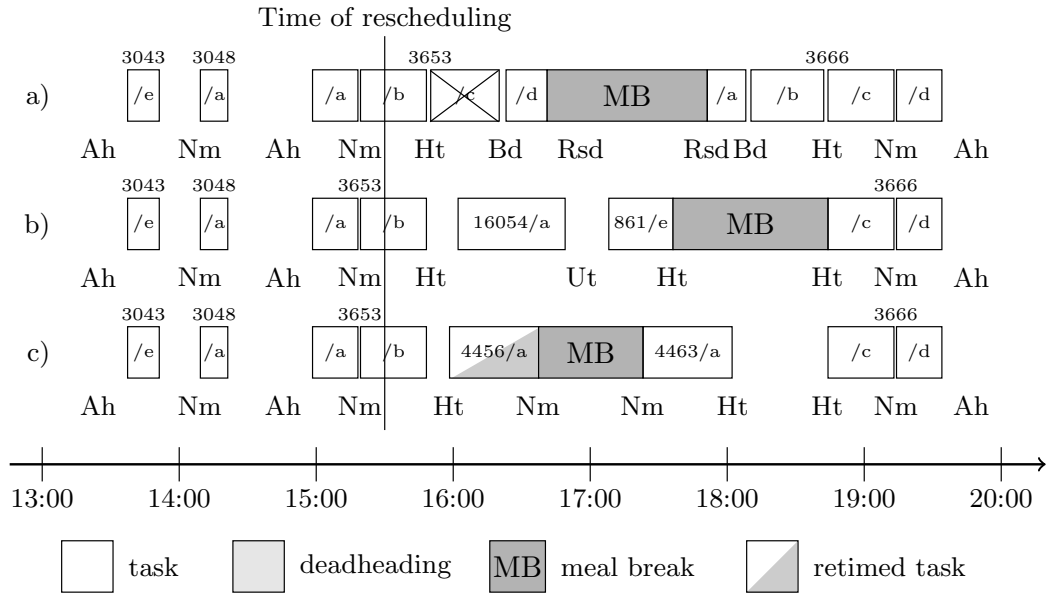 Time of rescheduling
3043 3048 3653 3666
a) /e /a /a /b /c /d MB /a /b /c /d
Ah Nm Ah Nm Ht Bd Rsd Rsd Bd Ht Nm Ah
3043 3048 3653 3666
b) /e /a /a /b 16054/a 861/e MB /c /d
Ah Nm Ah Nm Ht Ut Ht Ht Nm Ah
3043 3048 3653 3666
c) /e /a /a /b 4456/a MB 4463/a /c /d
Ah Nm Ah Nm Ht Nm Nm Ht Ht Nm Ah
13:00 14:00 15:00 16:00 17:00 18:00 19:00 20:00
task deadheading MB meal break retimed task